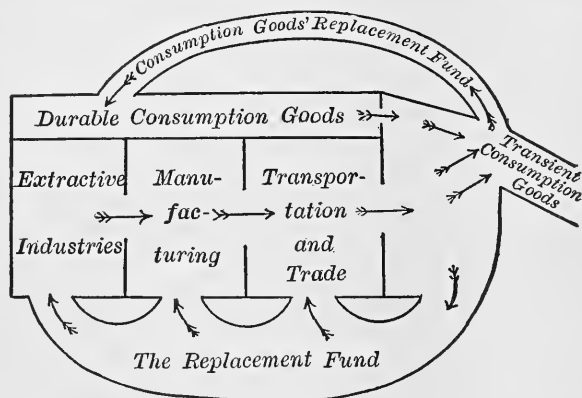 Consumption Goods' Replacement Fund
Durable Consumption Goods
Transient
Consumption
Goods
Extractive
Industries
Manu-
fac-
turing
Transpor-
tation
and
Trade
The Replacement Fund